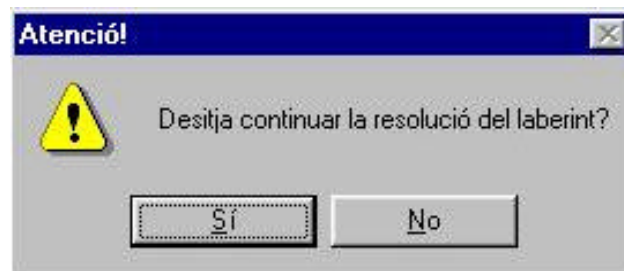 Atenció!
Desitja continuar la resolució del laberint?
Sí
No